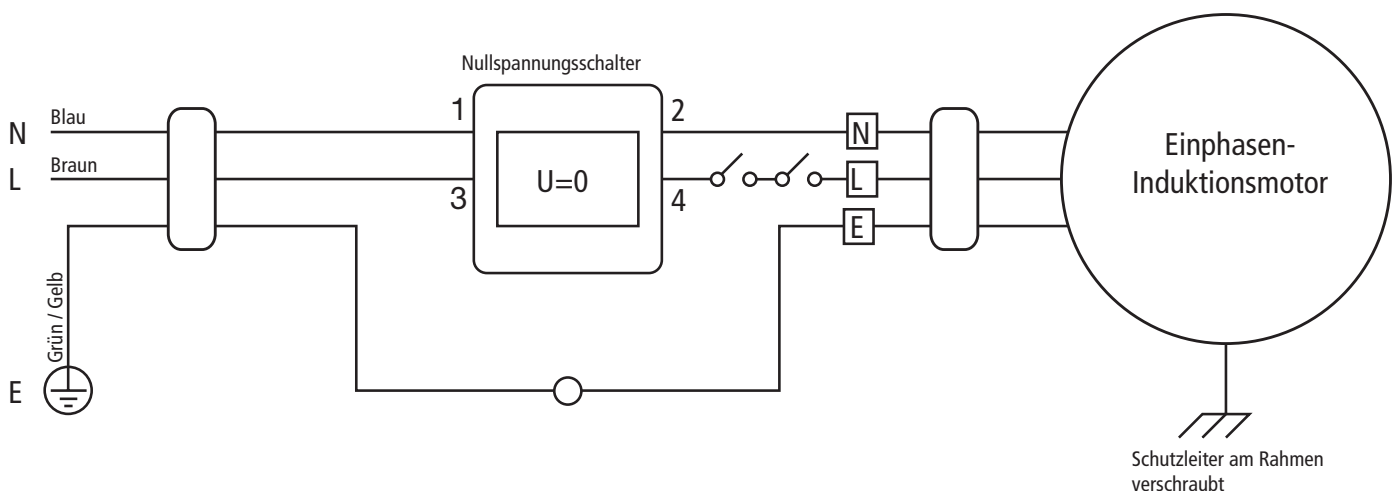 Nullspannungsschalter
N
Blau
1
2
N
L
Braun
U=0
3
4
L
E
Einphasen-
Induktionsmotor
Grün / Gelb
E
Schutzleiter am Rahmen
verschraubt